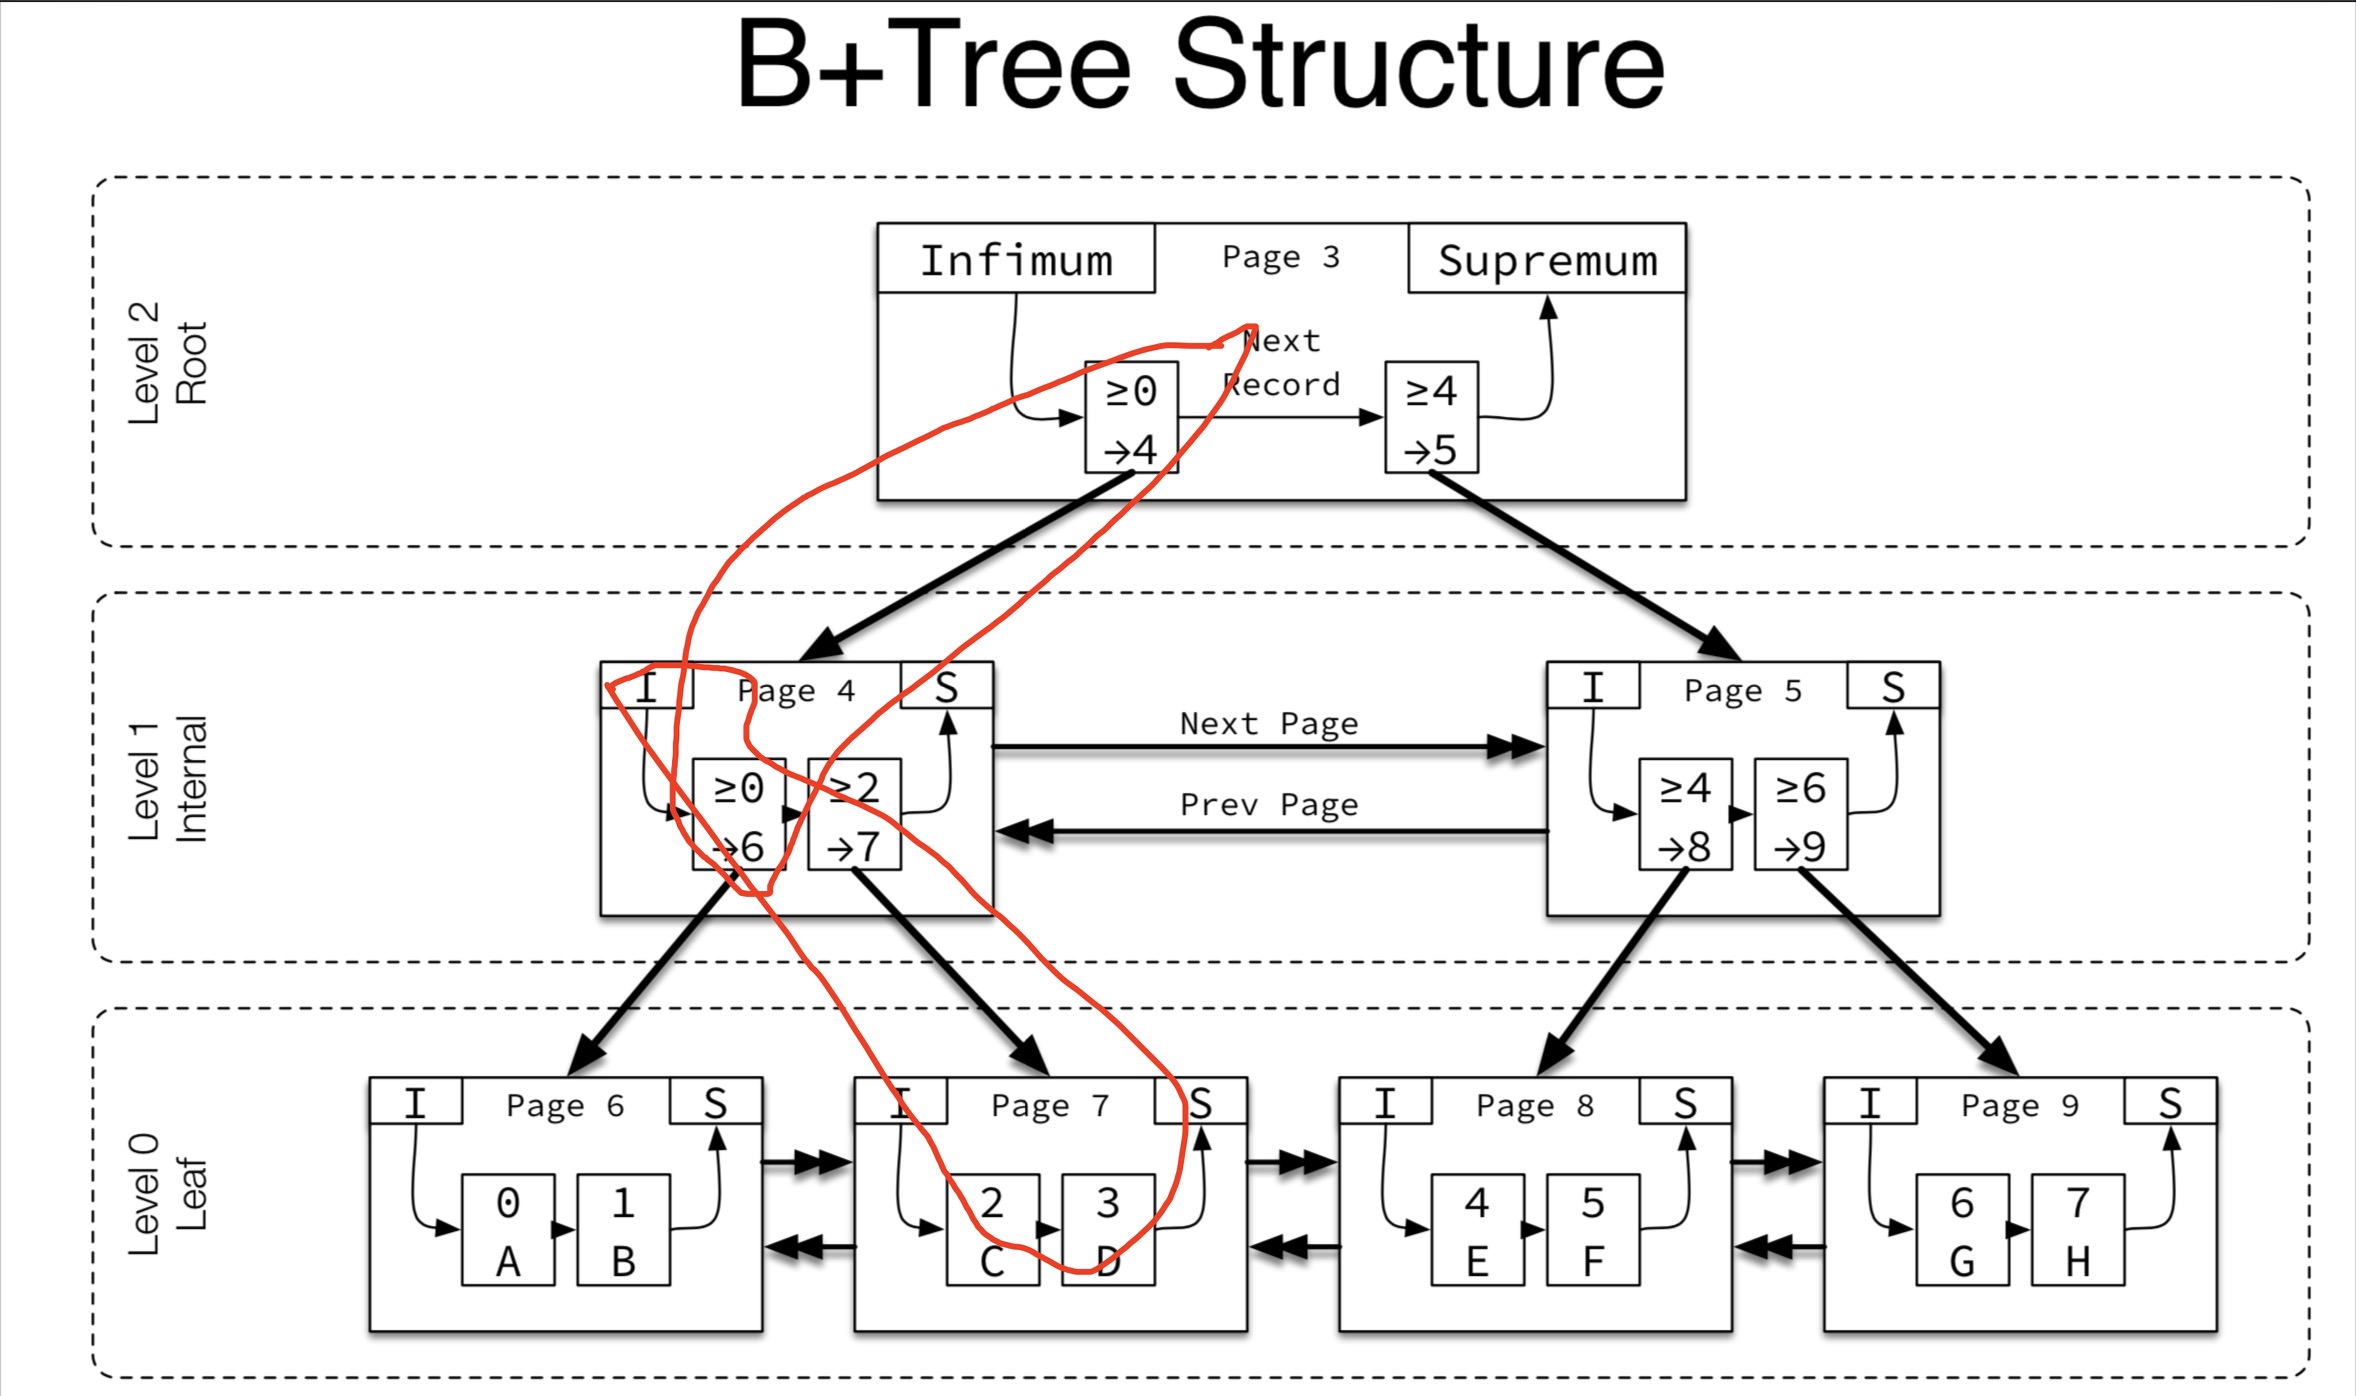 B+Tree Structure
Level 2
Root
Infimum
Page 3
Supremum
Next
Record
≥0
→4
≥4
→5
Level 1
Internal
I
Page 4
S
≥0
→6
≥2
→7
Next Page
Prev Page
I
Page 5
S
≥4
→8
≥6
→9
Level 0
Leaf
I
Page 6
S
0
A
1
B
I
Page 7
S
2
C
3
D
I
Page 8
S
4
E
5
F
I
Page 9
S
6
G
7
H